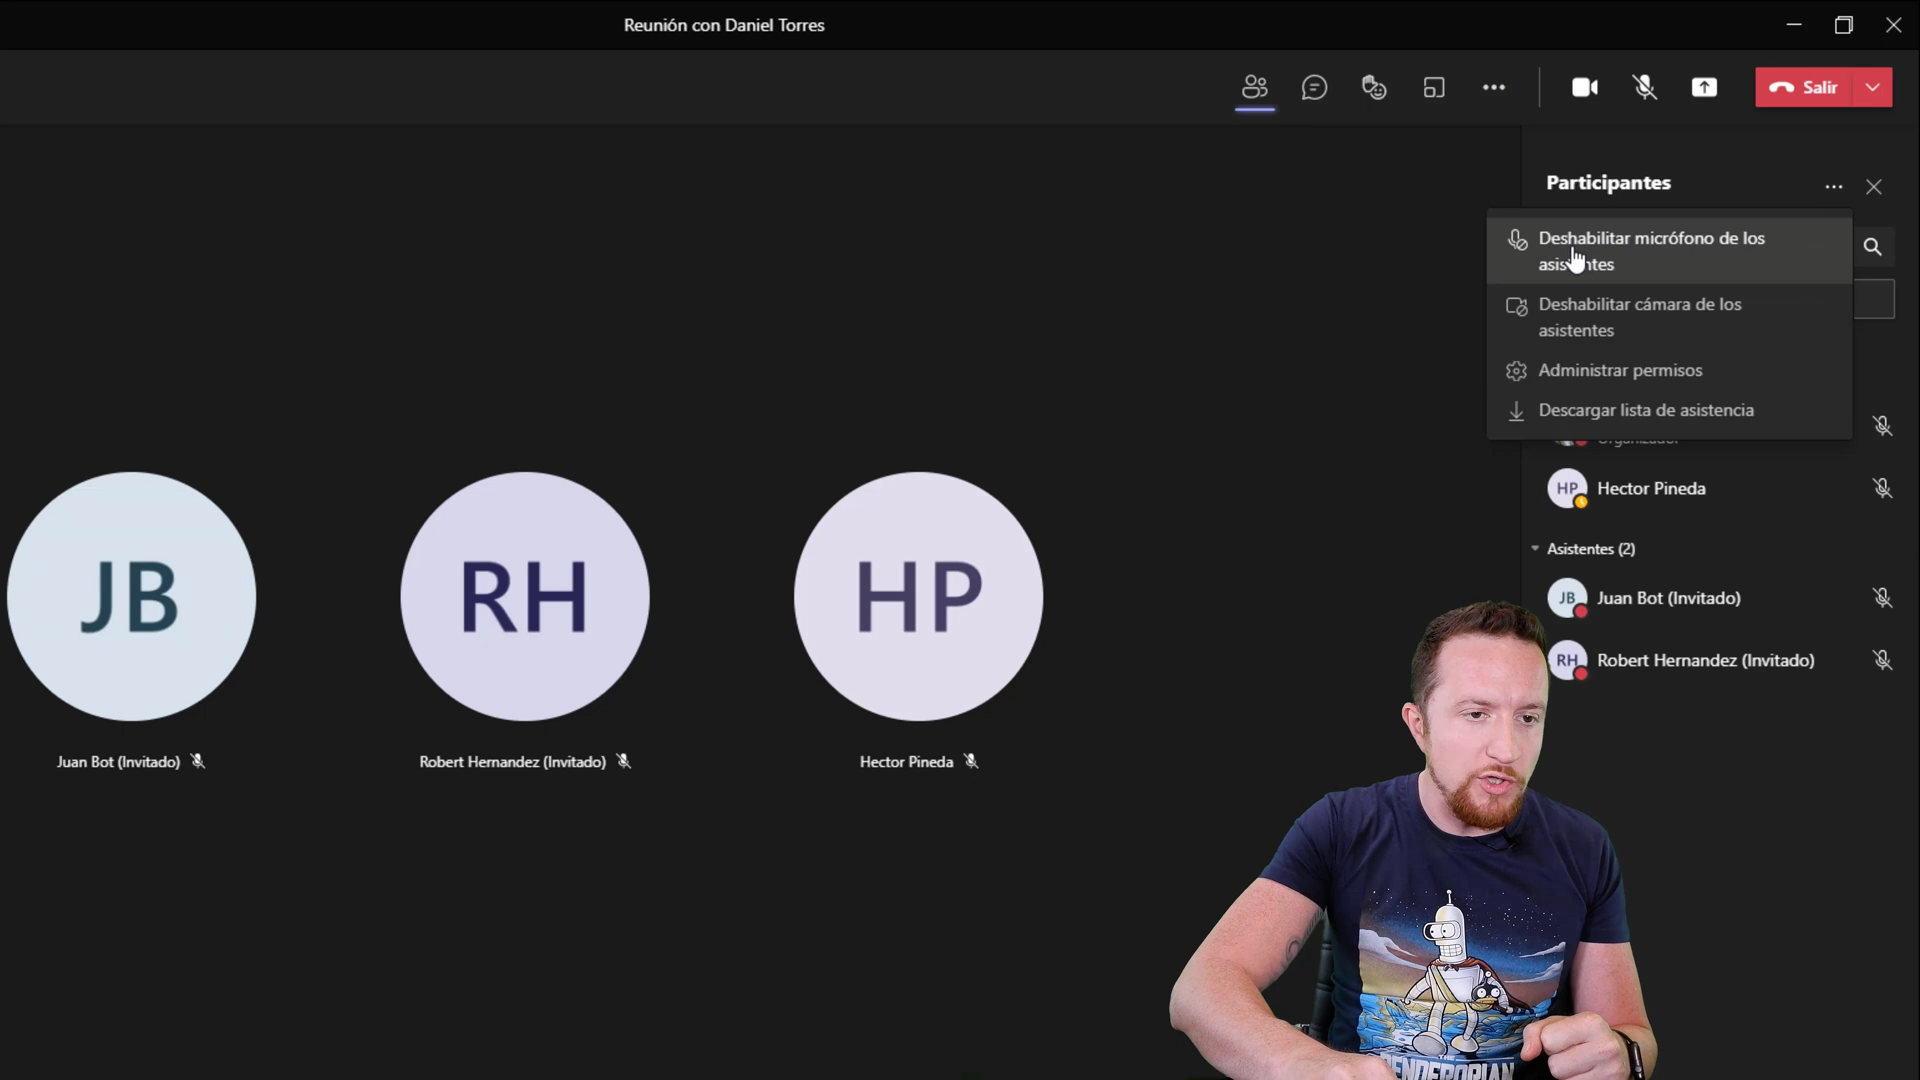 Reunión con Daniel Torres
Salir
Participantes
Deshabilitar micrófono de los
asistentes
Deshabilitar cámara de los
asistentes
Administrar permisos
Descargar lista de asistencia
Organizador
HP Hector Pineda
Asistentes (2)
JB Juan Bot (Invitado)
RH Robert Hernandez (Invitado)
JB
RH
HP
Juan Bot (Invitado)
Robert Hernandez (Invitado)
Hector Pineda
THE